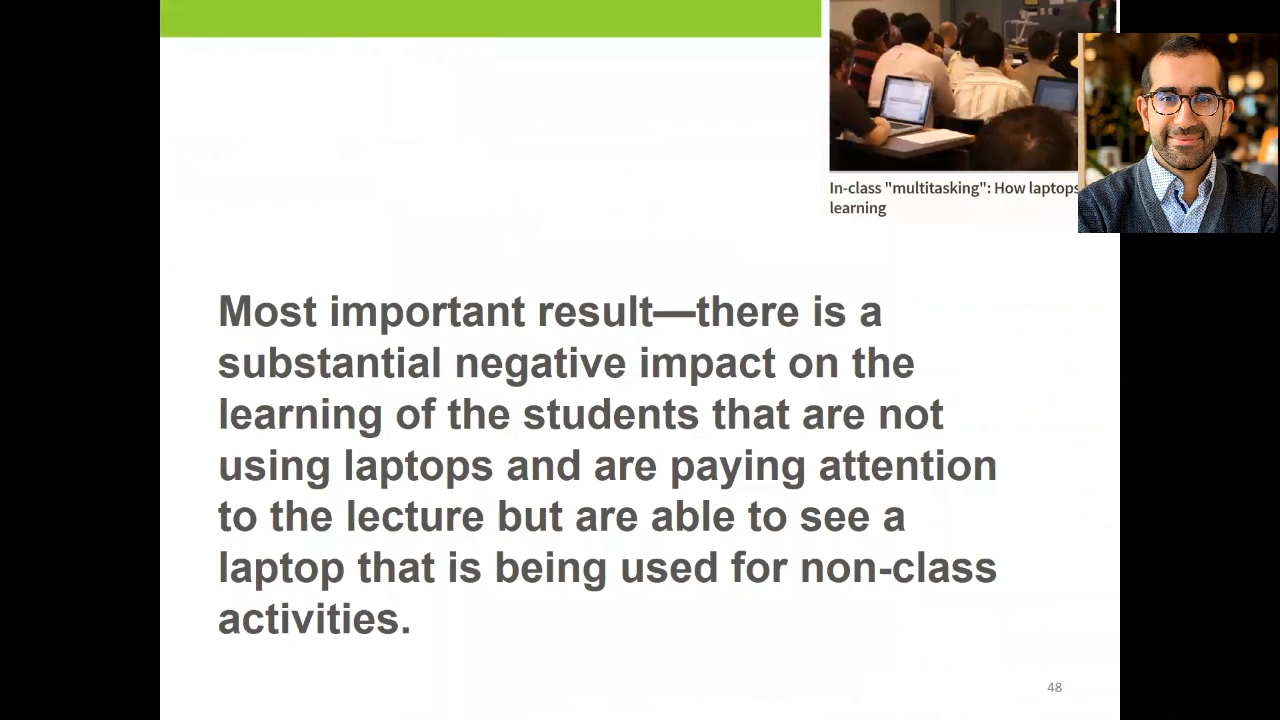 In-class "multitasking": How laptops
learning
Most important result—there is a
substantial negative impact on the
learning of the students that are not
using laptops and are paying attention
to the lecture but are able to see a
laptop that is being used for non-class
activities.
48